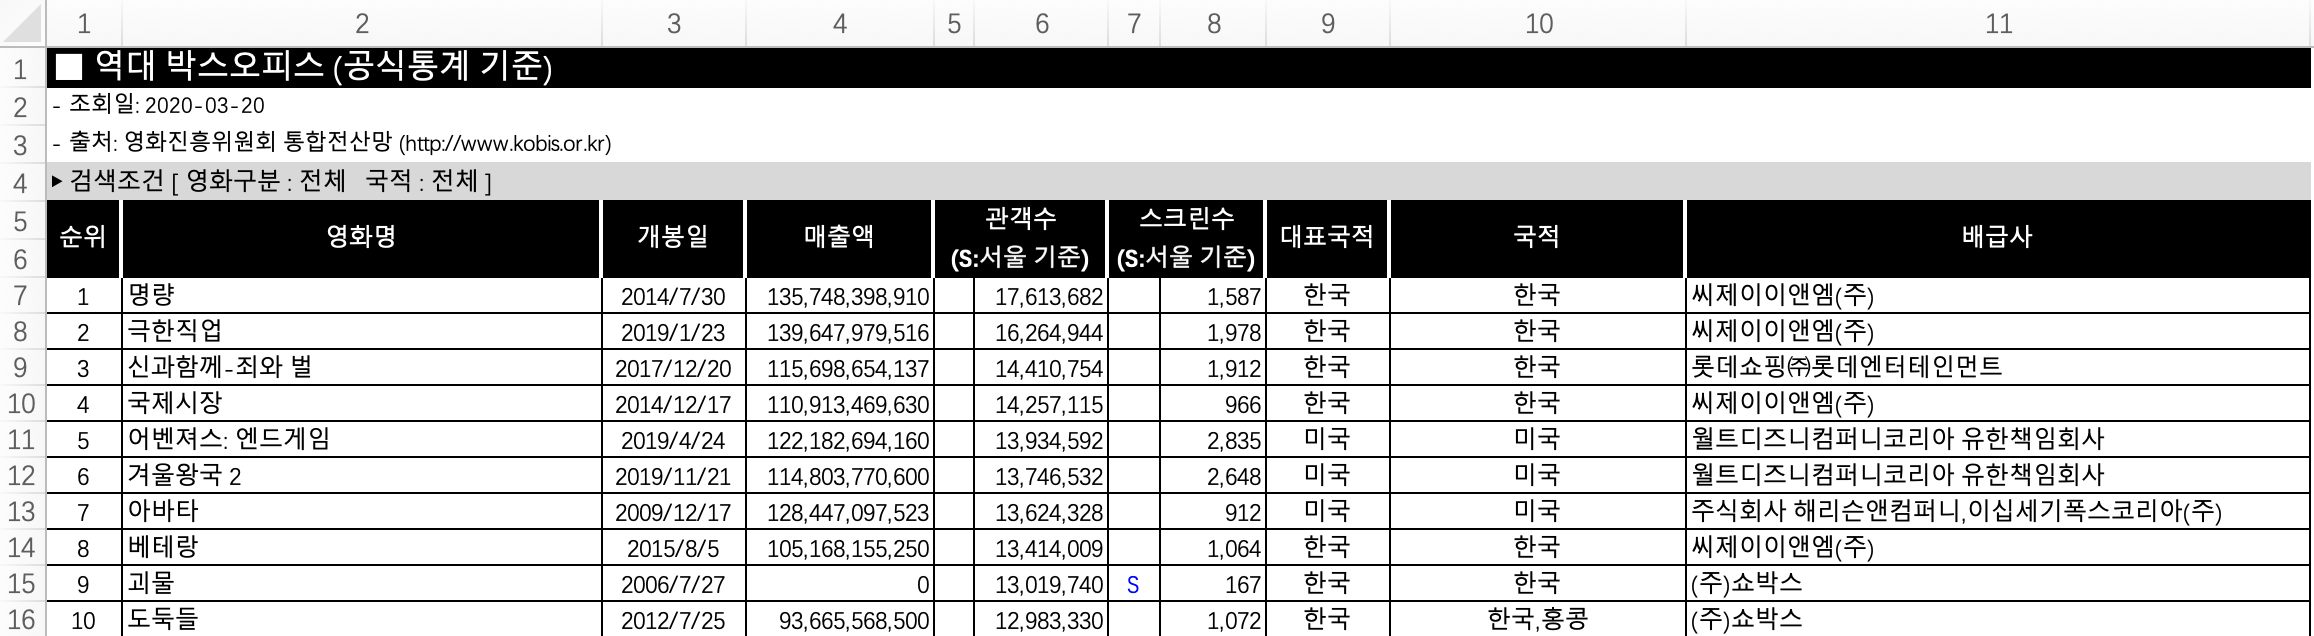 1 2 3 4 5 6 7 8 9 10 11
1 ■ 역대 박스오피스 (공식통계 기준)
2 - 조회일: 2020-03-20
3 - 출처: 영화진흥위원회 통합전산망 (http://www.kobis.or.kr)
4 ▶ 검색조건 [ 영화구분 : 전체 국적 : 전체 ]
5 순위 영화명 개봉일 매출액 관객수 스크린수 대표국적 국적 배급사
6 (S:서울 기준) (S:서울 기준)
7 1 명량 2014/7/30 135,748,398,910 17,613,682 1,587 한국 한국 씨제이이앤엠(주)
8 2 극한직업 2019/1/23 139,647,979,516 16,264,944 1,978 한국 한국 씨제이이앤엠(주)
9 3 신과함께-죄와 벌 2017/12/20 115,698,654,137 14,410,754 1,912 한국 한국 롯데쇼핑㈜롯데엔터테인먼트
10 4 국제시장 2014/12/17 110,913,469,630 14,257,115 966 한국 한국 씨제이이앤엠(주)
11 5 어벤져스: 엔드게임 2019/4/24 122,182,694,160 13,934,592 2,835 미국 미국 월트디즈니컴퍼니코리아 유한책임회사
12 6 겨울왕국 2 2019/11/21 114,803,770,600 13,746,532 2,648 미국 미국 월트디즈니컴퍼니코리아 유한책임회사
13 7 아바타 2009/12/17 128,447,097,523 13,624,328 912 미국 미국 주식회사 해리슨앤컴퍼니,이십세기폭스코리아(주)
14 8 베테랑 2015/8/5 105,168,155,250 13,414,009 1,064 한국 한국 씨제이이앤엠(주)
15 9 괴물 2006/7/27 0 13,019,740 S 167 한국 한국 (주)쇼박스
16 10 도둑들 2012/7/25 93,665,568,500 12,983,330 1,072 한국 한국,홍콩 (주)쇼박스